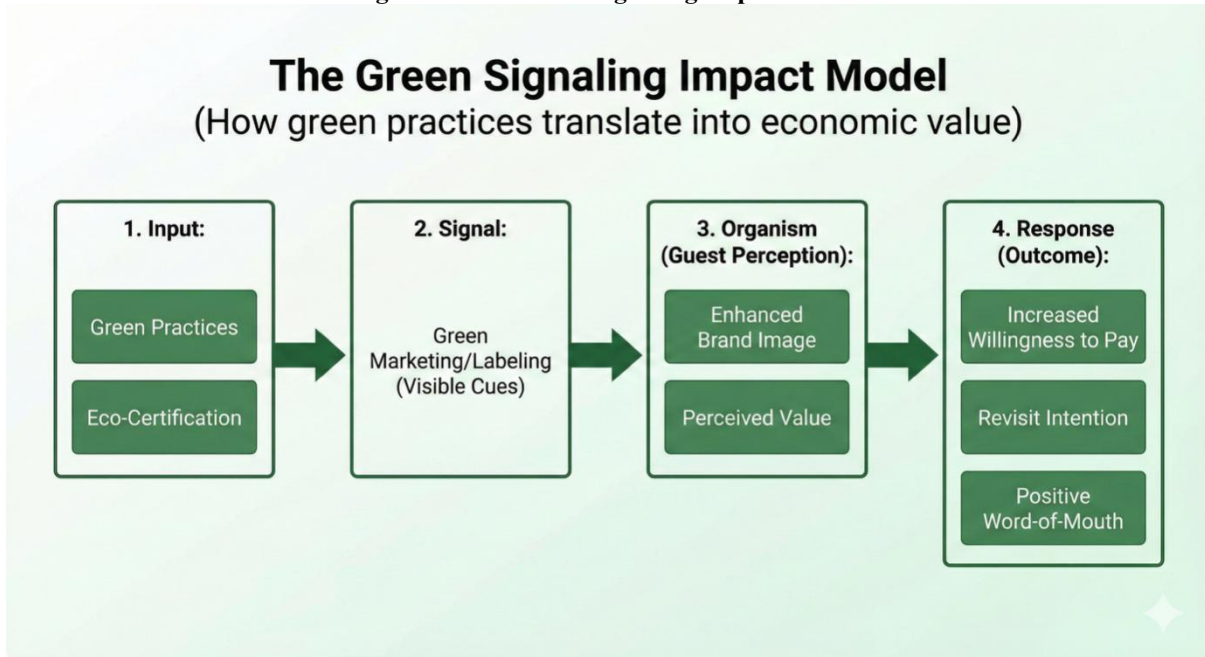 The Green Signaling Impact Model
(How green practices translate into economic value)
1. Input:
Green Practices
Eco-Certification
2. Signal:
Green
Marketing/Labeling
(Visible Cues)
3. Organism
(Guest Perception):
Enhanced
Brand Image
Perceived Value
4. Response
(Outcome):
Increased
Willingness to Pay
Revisit Intention
Positive
Word-of-Mouth